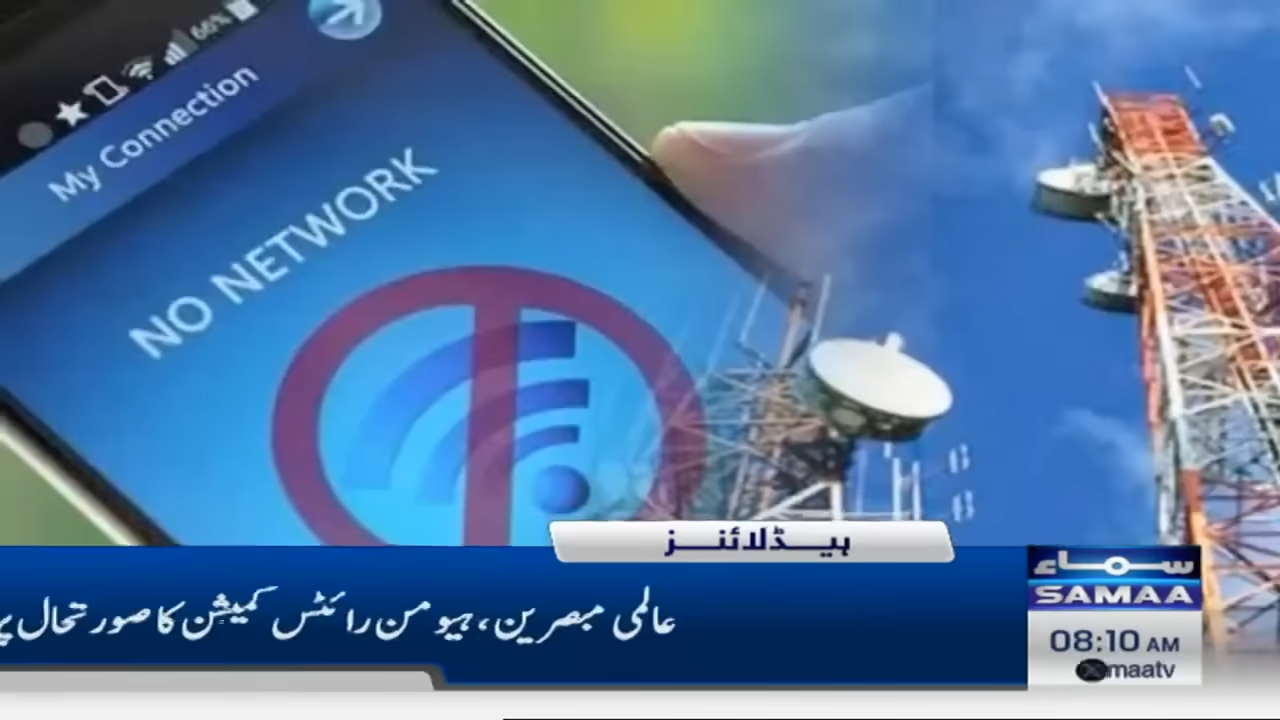 66%
My Connection
NO NETWORK
ہیڈلائنز
عالمی مبصرین، ہیومن رائٹس کمیشن کا صورتحال پر
سماء
SAMAA
08:10 AM
maatv